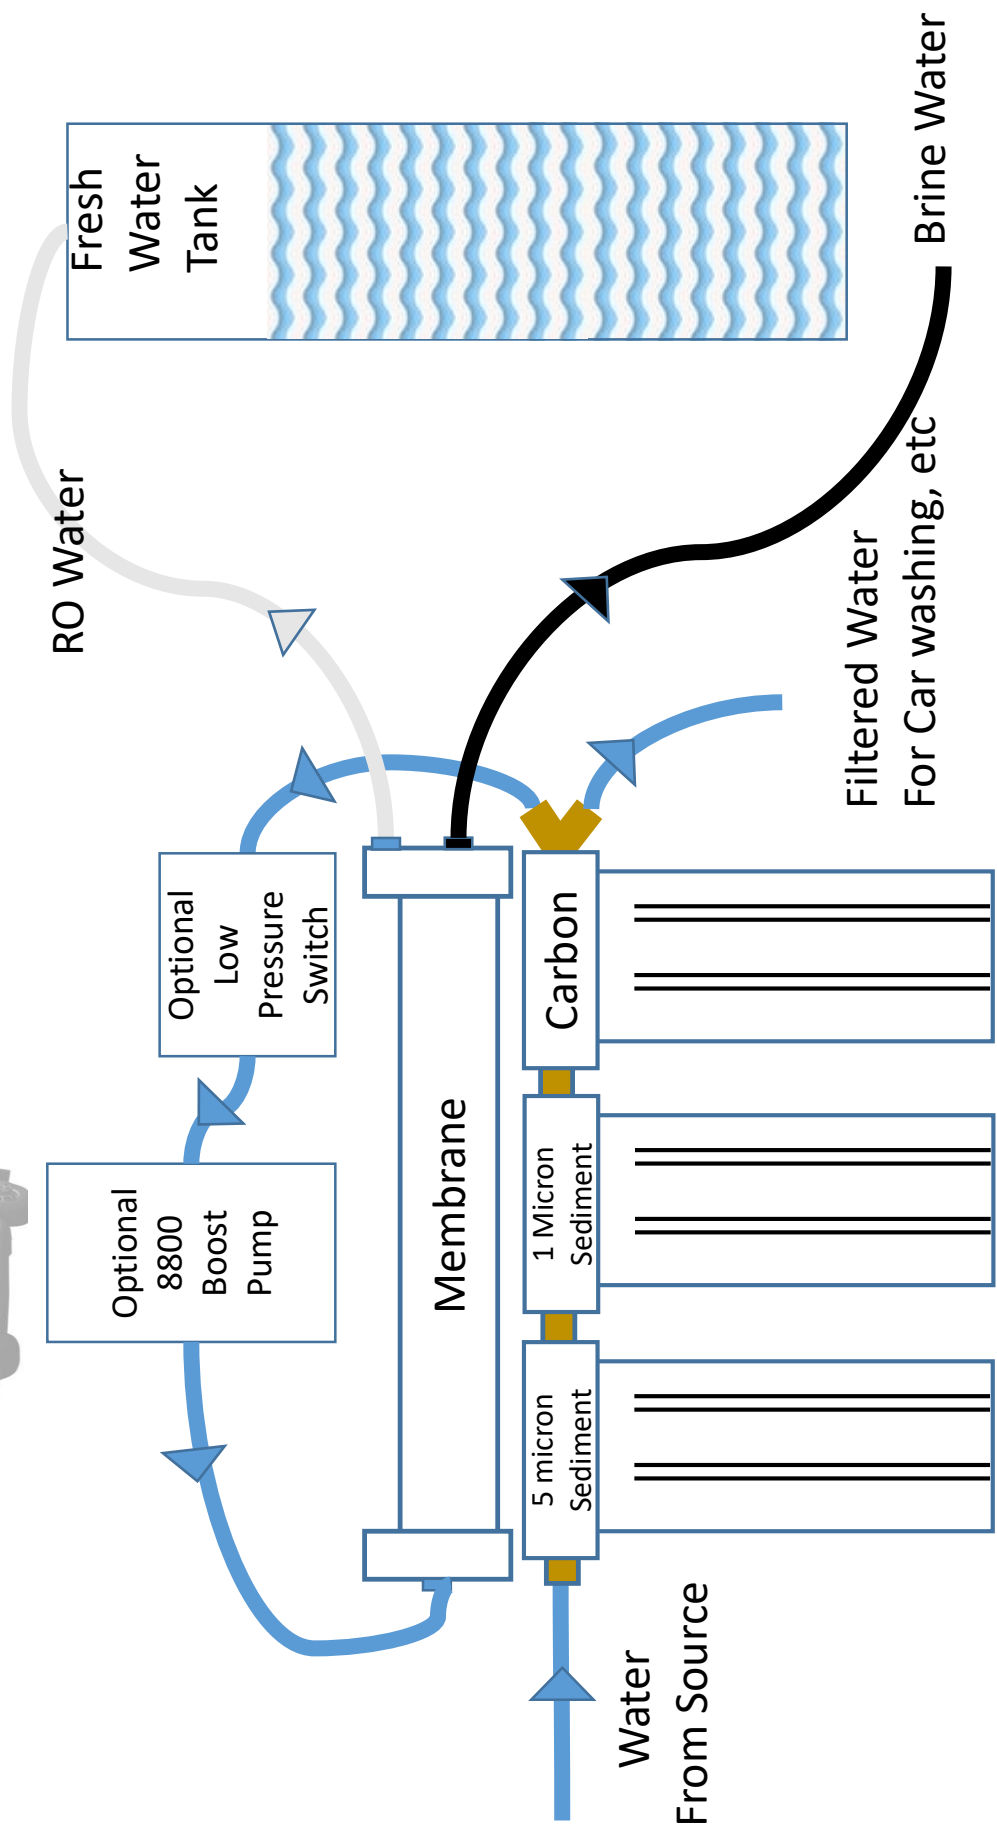 Optional
8800
Boost
Pump
Optional
Low
Pressure
Switch
RO Water
Fresh
Water
Tank
Membrane
5 micron
Sediment
1 Micron
Sediment
Carbon
Water
From Source
Filtered Water
For Car washing, etc
Brine Water